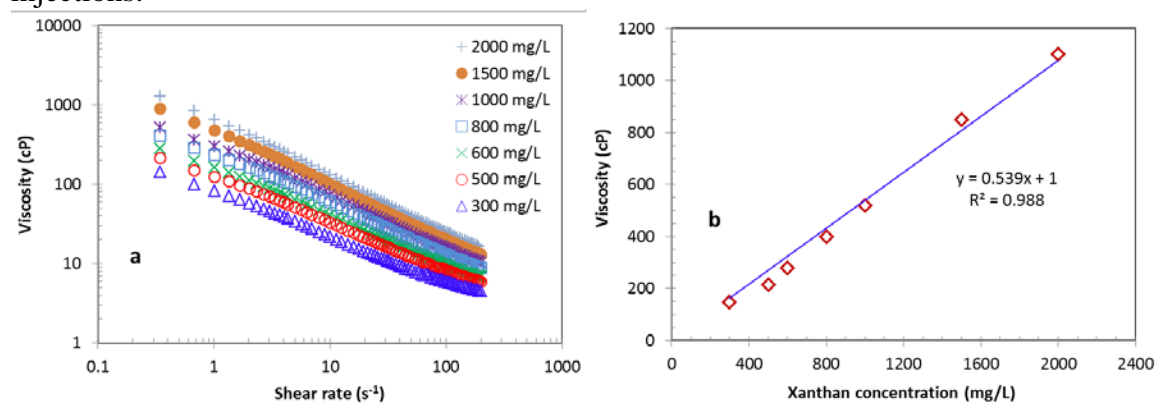 injections.
10000
1000
100
10
1
0.1
1
10
100
1000
Viscosity (cP)
Shear rate (s⁻¹)
2000 mg/L
1500 mg/L
1000 mg/L
800 mg/L
600 mg/L
500 mg/L
300 mg/L
a
1200
1000
800
600
400
200
0
0
400
800
1200
1600
2000
2400
Viscosity (cP)
Xanthan concentration (mg/L)
b
y = 0.539x + 1
R² = 0.988